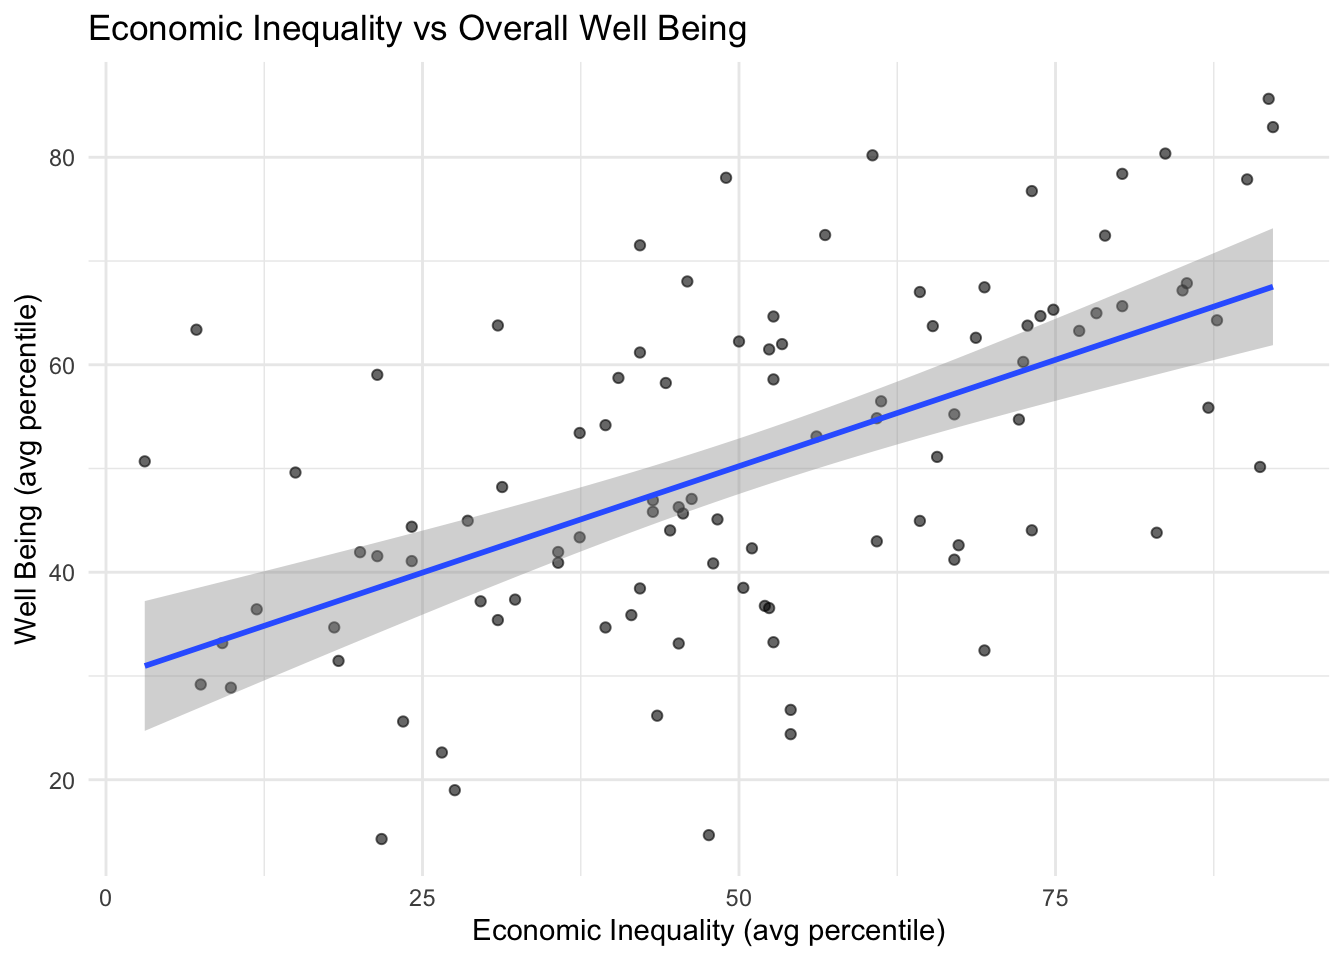 Economic Inequality vs Overall Well Being
Well Being (avg percentile)
80
60
40
20
0 25 50 75
Economic Inequality (avg percentile)